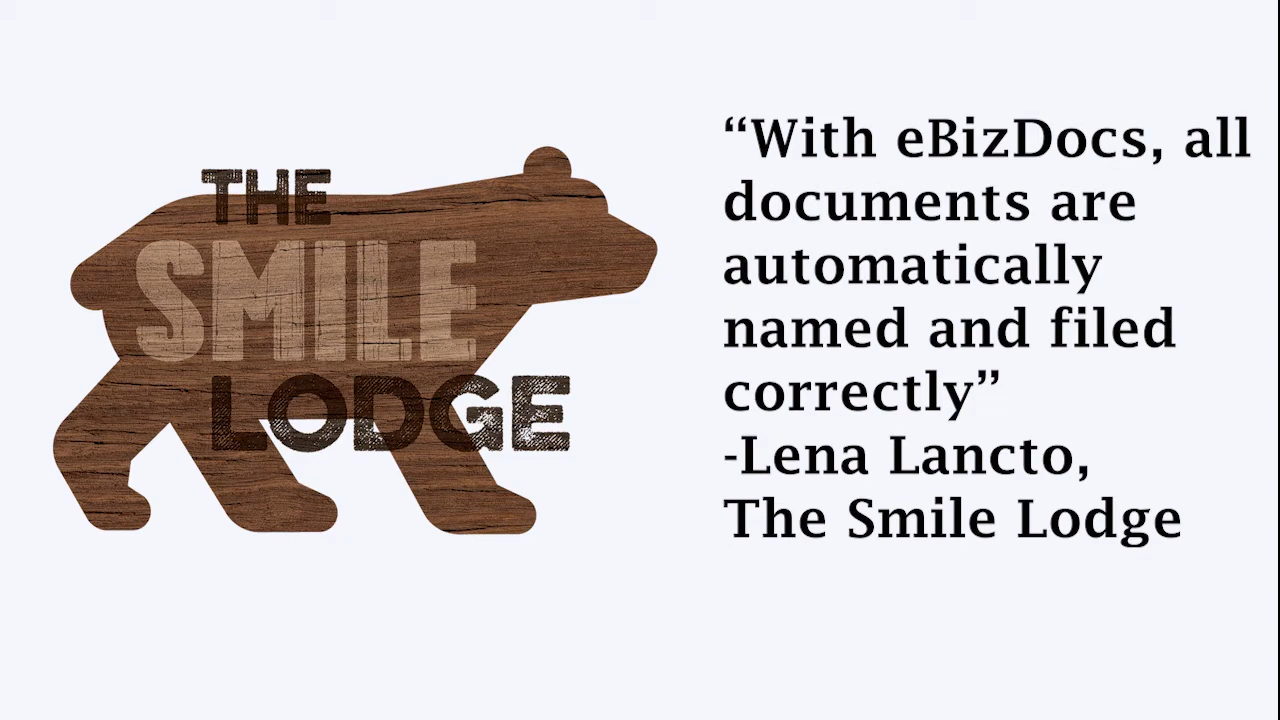 THE
SMILE
LODGE
“With eBizDocs, all
documents are
automatically
named and filed
correctly”
-Lena Lancto,
The Smile Lodge